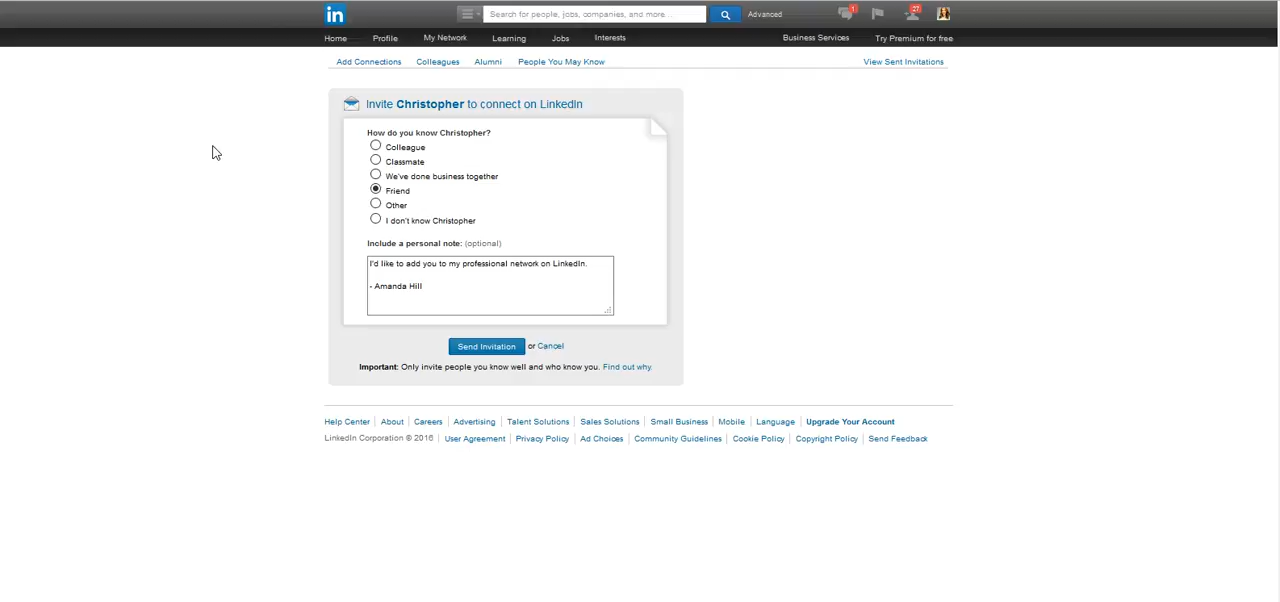 in
Search for people, jobs, companies, and more...
Advanced
1
27
Home Profile My Network Learning Jobs Interests Business Services Try Premium for free
Add Connections Colleagues Alumni People You May Know View Sent Invitations
Invite Christopher to connect on LinkedIn
How do you know Christopher?
Colleague
Classmate
We've done business together
Friend
Other
I don't know Christopher
Include a personal note: (optional)
I'd like to add you to my professional network on LinkedIn.
- Amanda Hill
Send Invitation or Cancel
Important: Only invite people you know well and who know you. Find out why.
Help Center About Careers Advertising Talent Solutions Sales Solutions Small Business Mobile Language Upgrade Your Account
LinkedIn Corporation © 2016 User Agreement Privacy Policy Ad Choices Community Guidelines Cookie Policy Copyright Policy Send Feedback